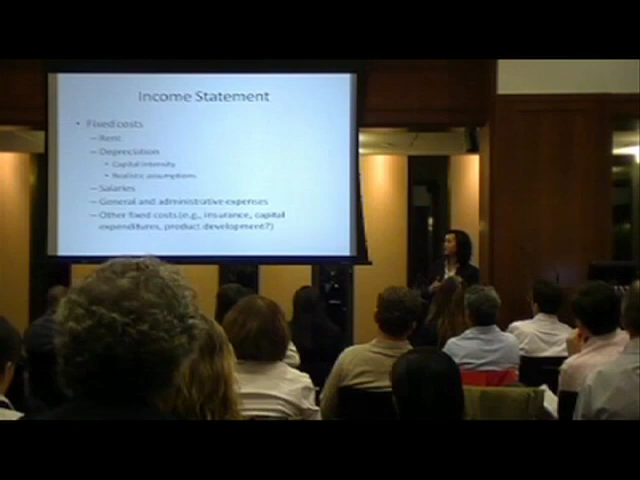 Income Statement
• Fixed costs
– Rent
– Depreciation
• Capital intensity
• Realistic assumptions
– Salaries
– General and administrative expenses
– Other fixed costs (e.g., insurance, capital
expenditures, product development?)